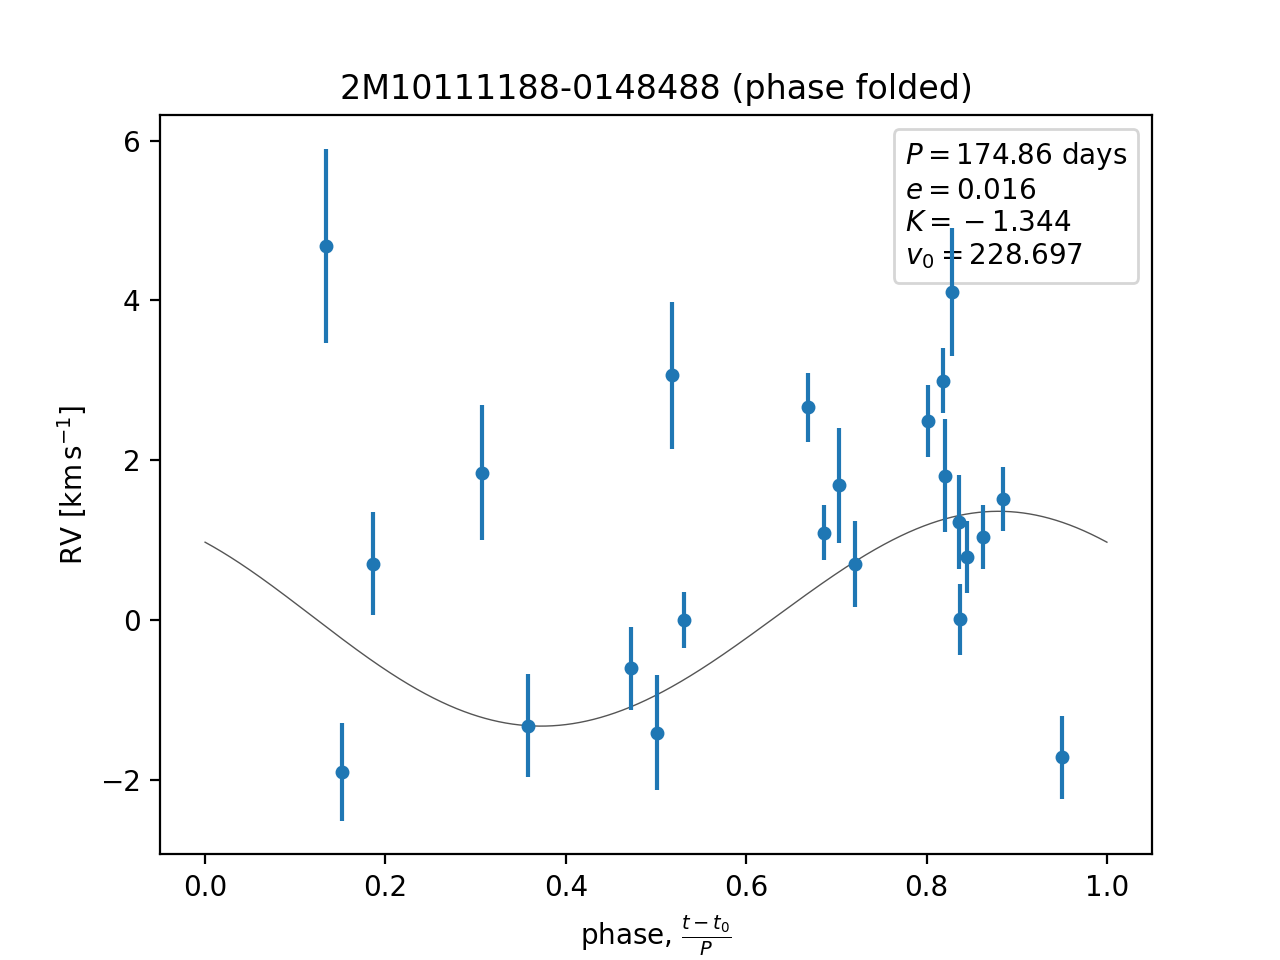 2M10111188-0148488 (phase folded)
P = 174.86 days
e = 0.016
K = −1.344
v₀ = 228.697
6
4
2
0
−2
RV [km s⁻¹]
0.0 0.2 0.4 0.6 0.8 1.0
phase, (t − t₀)/P